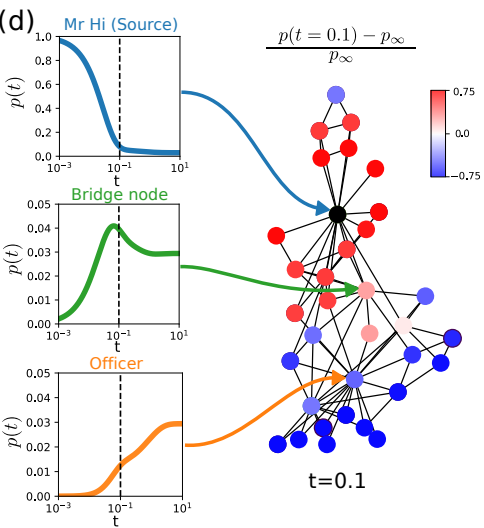 (d)
Mr Hi (Source)
1.0
0.8
0.6
0.4
0.2
0.0
p(t)
10⁻³ 10⁻¹ 10¹
t
Bridge node
0.05
0.04
0.03
0.02
0.01
0.00
p(t)
10⁻³ 10⁻¹ 10¹
t
Officer
0.05
0.04
0.03
0.02
0.01
0.00
p(t)
10⁻³ 10⁻¹ 10¹
t
p(t = 0.1) − p∞
p∞
0.75
0.0
−0.75
t=0.1